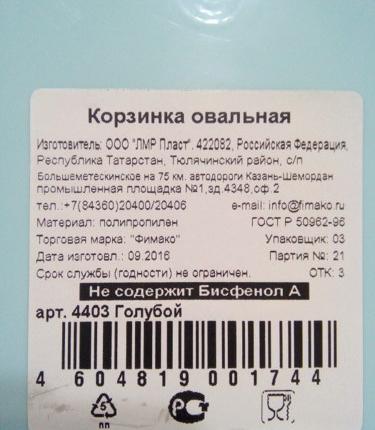 Корзинка овальная
Изготовитель: ООО "ЛМР Пласт". 422082, Российская Федерация,
Республика Татарстан, Тюлячинский район, с/п
Большеметескинское на 75 км. автодороги Казань-Шемордан
промышленная площадка №1,зд.4348,оф.2
тел.:+7(84360)20400/20406 e-mail: info@fimako.ru
Материал: полипропилен ГОСТ Р 50962-96
Торговая марка: "Фимако" Упаковщик: 03
Дата изготовл.: 09.2016 Партия №: 21
Срок службы (годности) не ограничен. ОТК: 3
Не содержит Бисфенол А
арт. 4403 Голубой
4 604819 001744
5
PP
РСТ